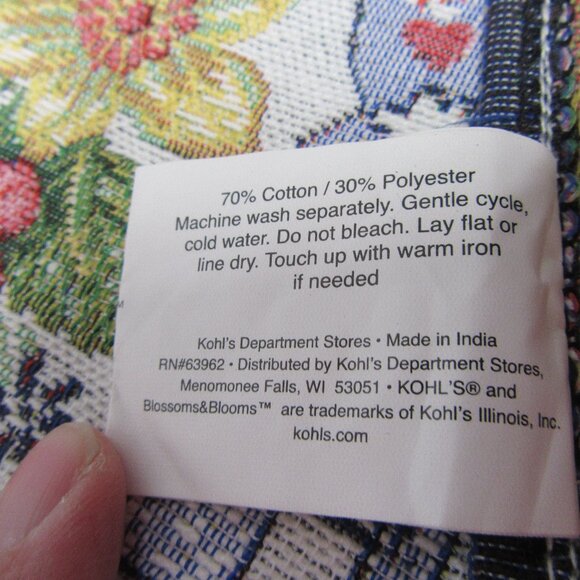 70% Cotton / 30% Polyester
Machine wash separately. Gentle cycle,
cold water. Do not bleach. Lay flat or
line dry. Touch up with warm iron
if needed
Kohl's Department Stores • Made in India
RN#63962 • Distributed by Kohl's Department Stores,
Menomonee Falls, WI 53051 • KOHL'S® and
Blossoms&Blooms™ are trademarks of Kohl's Illinois, Inc.
kohls.com